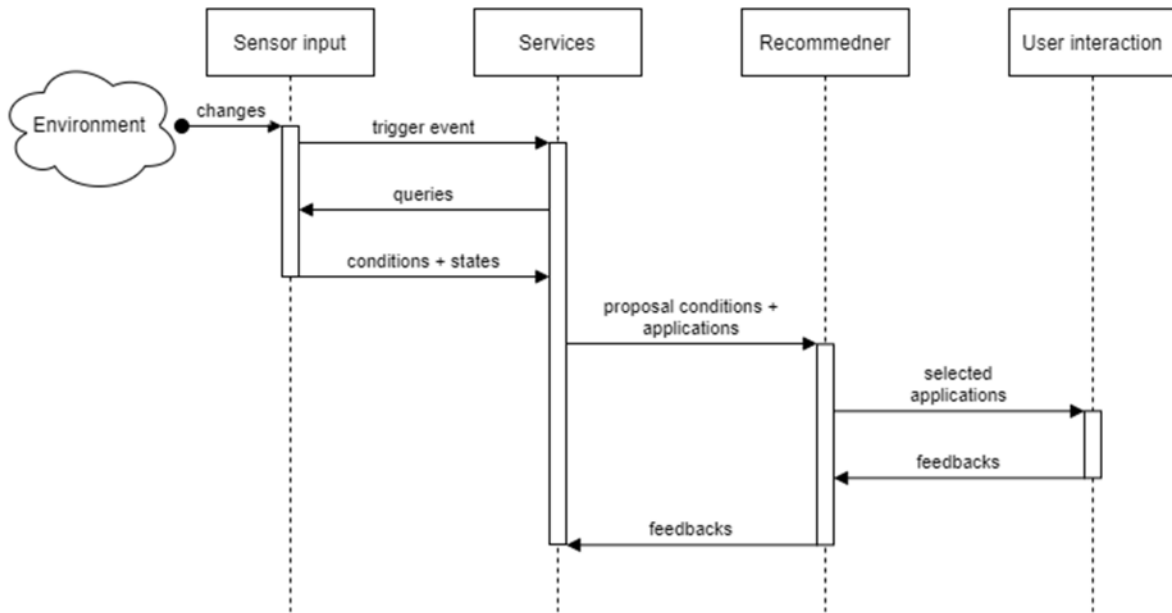 Sensor input
Services
Recommedner
User interaction
Environment
changes
trigger event
queries
conditions + states
proposal conditions +
applications
selected
applications
feedbacks
feedbacks